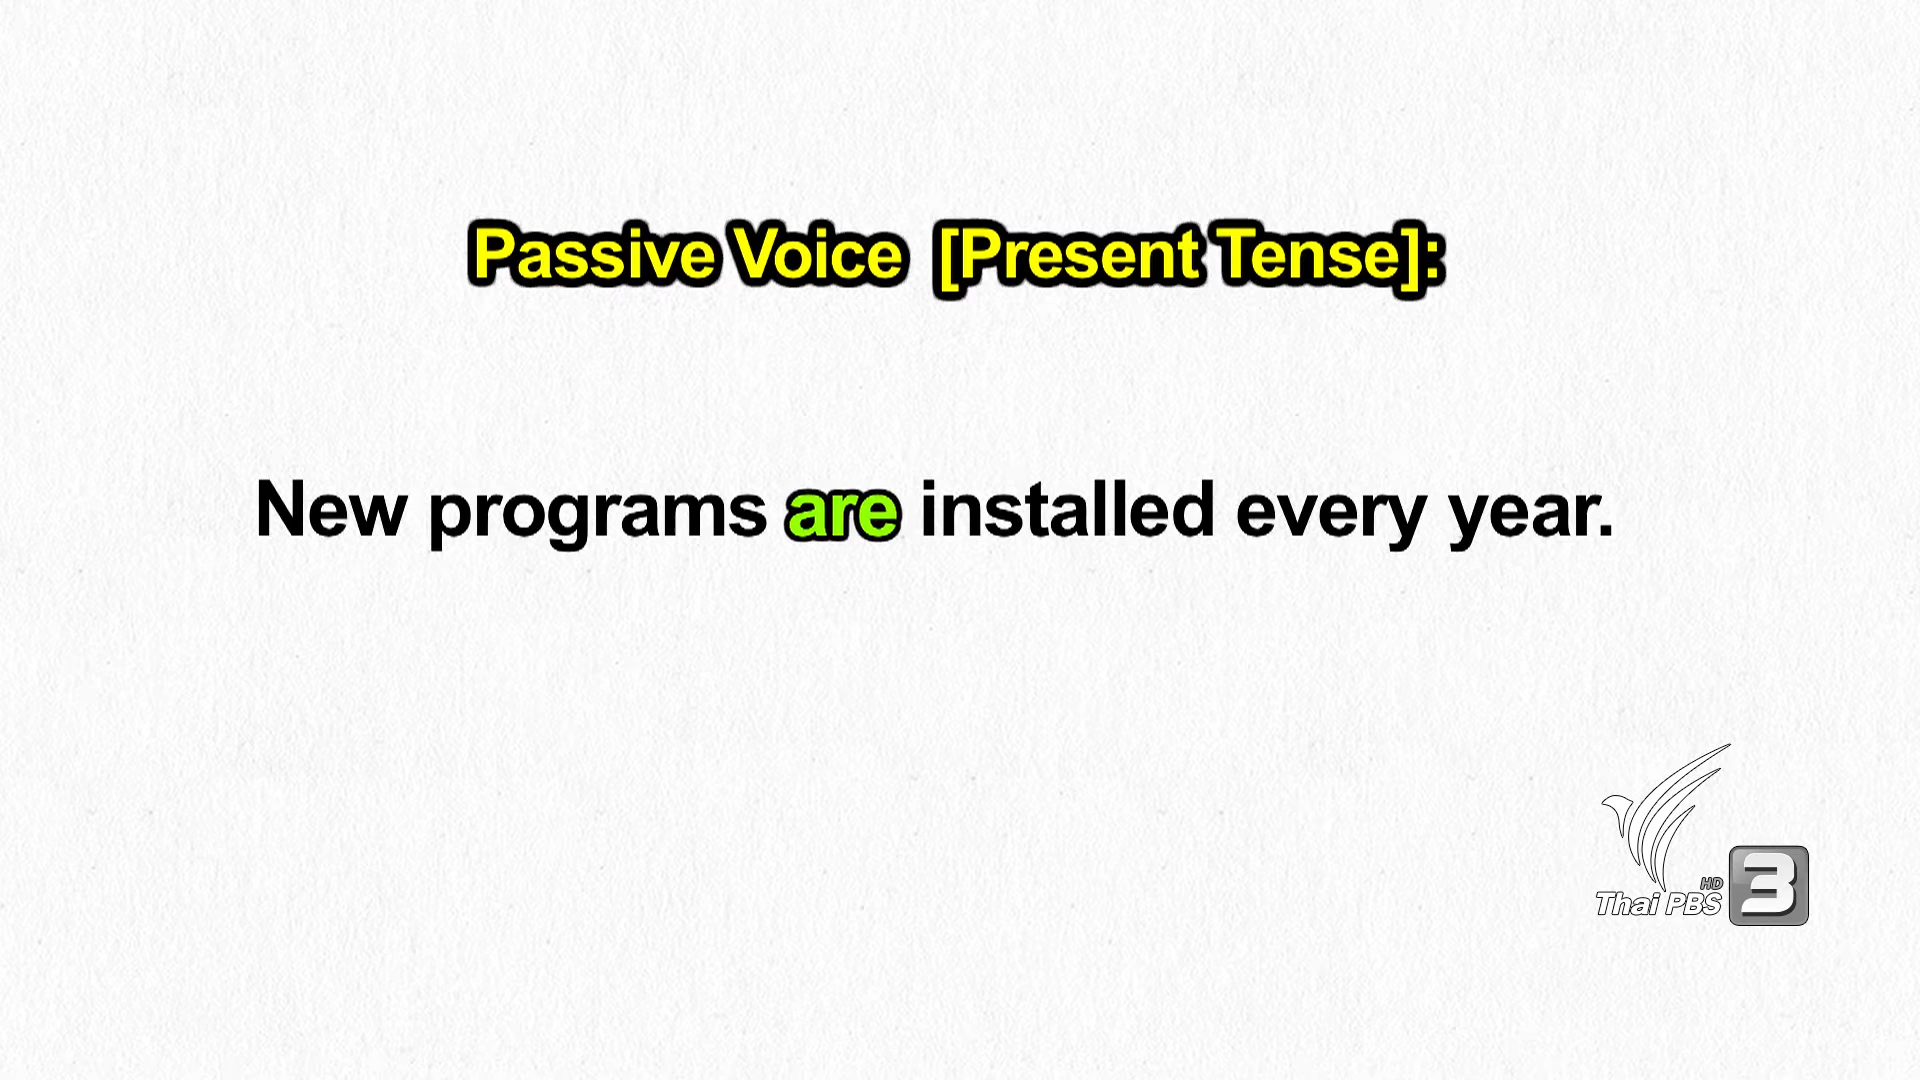 Passive Voice [Present Tense]:
New programs are installed every year.
HD
Thai PBS 3